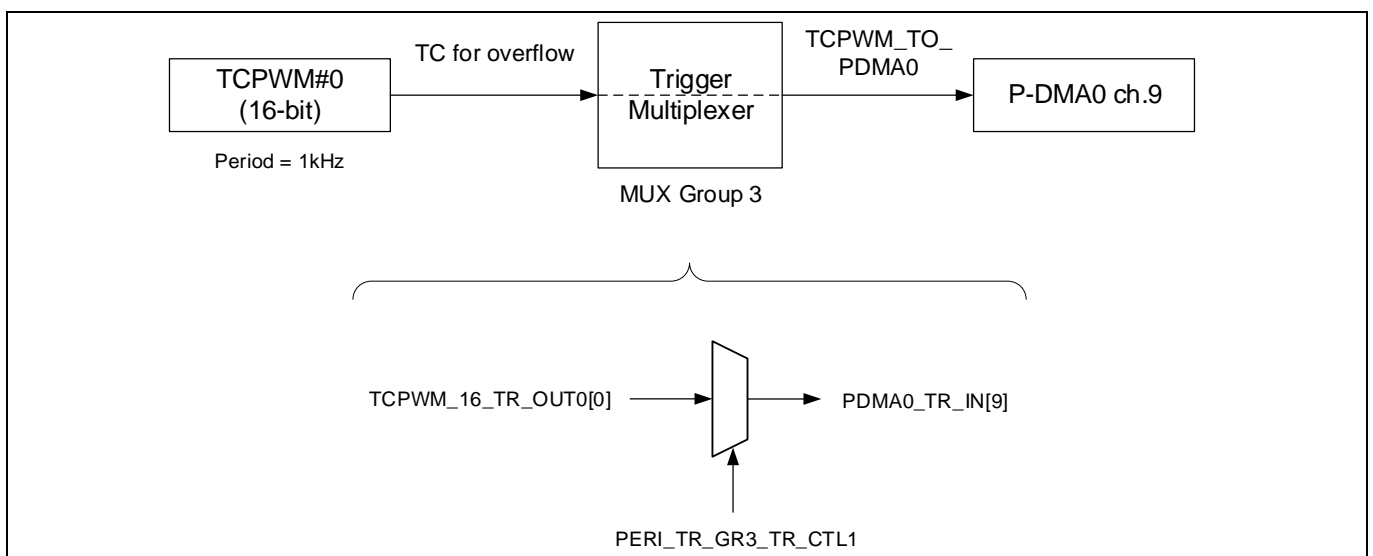 TCPWM#0
(16-bit)
Period = 1kHz
TC for overflow
Trigger
Multiplexer
MUX Group 3
TCPWM_TO_
PDMA0
P-DMA0 ch.9
TCPWM_16_TR_OUT0[0]
PDMA0_TR_IN[9]
PERI_TR_GR3_TR_CTL1